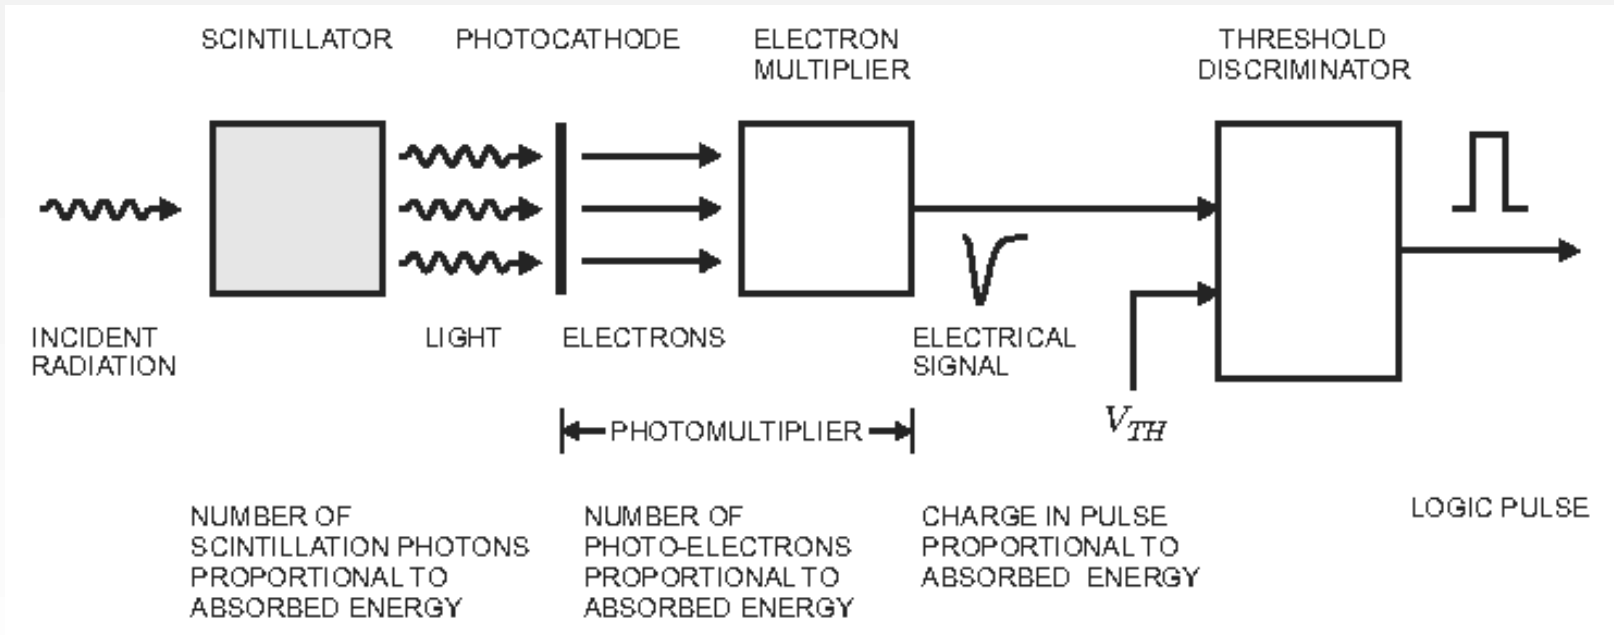 SCINTILLATOR
PHOTOCATHODE
ELECTRON
MULTIPLIER
THRESHOLD
DISCRIMINATOR
INCIDENT
RADIATION
LIGHT
ELECTRONS
ELECTRICAL
SIGNAL
V_TH
PHOTOMULTIPLIER
NUMBER OF
SCINTILLATION PHOTONS
PROPORTIONAL TO
ABSORBED ENERGY
NUMBER OF
PHOTO-ELECTRONS
PROPORTIONAL TO
ABSORBED ENERGY
CHARGE IN PULSE
PROPORTIONAL TO
ABSORBED ENERGY
LOGIC PULSE